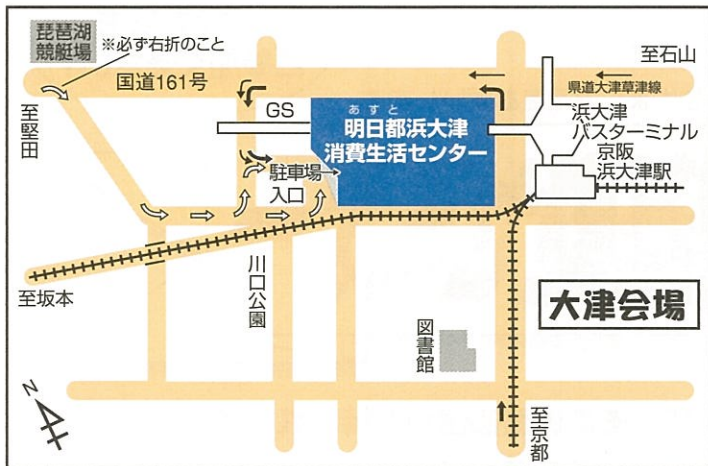 琵琶湖
競艇場
※必ず右折のこと
至石山
国道161号
県道大津草津線
至堅田
GS
あすと
明日都浜大津
消費生活センター
浜大津
バスターミナル
京阪
浜大津駅
駐車場
入口
川口公園
至坂本
大津会場
図書館
至京都
N